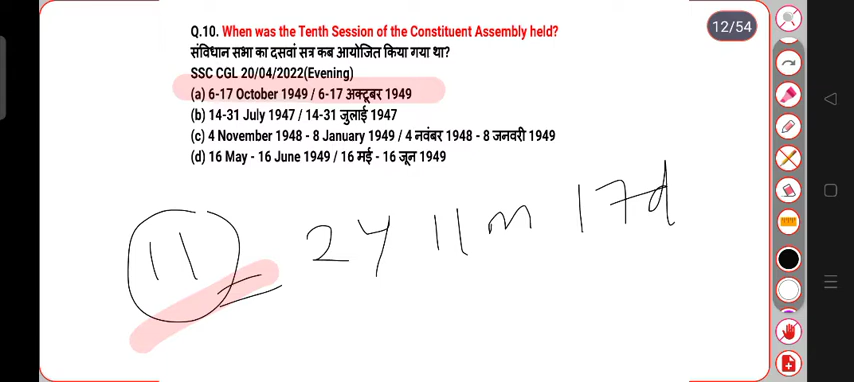 12/54
Q.10. When was the Tenth Session of the Constituent Assembly held?
संविधान सभा का दसवां सत्र कब आयोजित किया गया था?
SSC CGL 20/04/2022(Evening)
(a) 6-17 October 1949 / 6-17 अक्टूबर 1949
(b) 14-31 July 1947 / 14-31 जुलाई 1947
(c) 4 November 1948 - 8 January 1949 / 4 नवंबर 1948 - 8 जनवरी 1949
(d) 16 May - 16 June 1949 / 16 मई - 16 जून 1949
11 2y 11m 17d